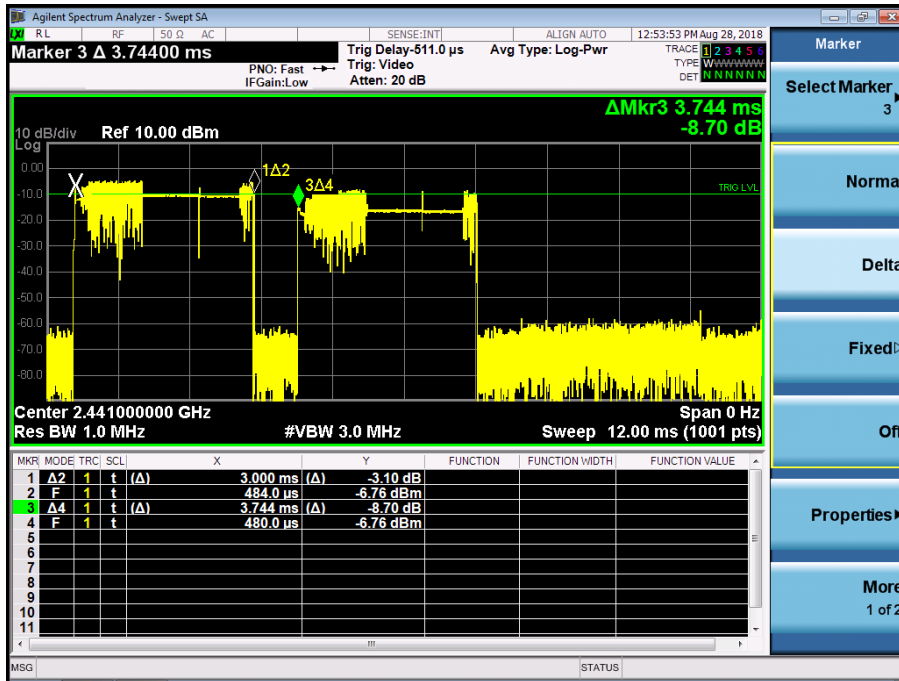 Agilent Spectrum Analyzer - Swept SA
LXI RL RF 50 Ω AC SENSE:INT ALIGN AUTO 12:53:53 PM Aug 28, 2018
Marker 3 Δ 3.74400 ms
PNO: Fast
IFGain:Low
Trig Delay-511.0 µs
Trig: Video
Atten: 20 dB
Avg Type: Log-Pwr
TRACE 1 2 3 4 5 6
TYPE WWWWWW
DET N N N N N N
ΔMkr3 3.744 ms
-8.70 dB
10 dB/div Ref 10.00 dBm
Log
0.00
-10.0
-20.0
-30.0
-40.0
-50.0
-60.0
-70.0
-80.0
X
1Δ2
3Δ4
TRIG LVL
Center 2.441000000 GHz Span 0 Hz
Res BW 1.0 MHz #VBW 3.0 MHz Sweep 12.00 ms (1001 pts)
MKR MODE TRC SCL X Y FUNCTION FUNCTION WIDTH FUNCTION VALUE
1 Δ2 1 t (Δ) 3.000 ms (Δ) -3.10 dB
2 F 1 t 484.0 µs -6.76 dBm
3 Δ4 1 t (Δ) 3.744 ms (Δ) -8.70 dB
4 F 1 t 480.0 µs -6.76 dBm
5
6
7
8
9
10
11
MSG STATUS
Marker
Select Marker
3
Norma
Delta
Fixed
Of
Properties
More
1 of 2